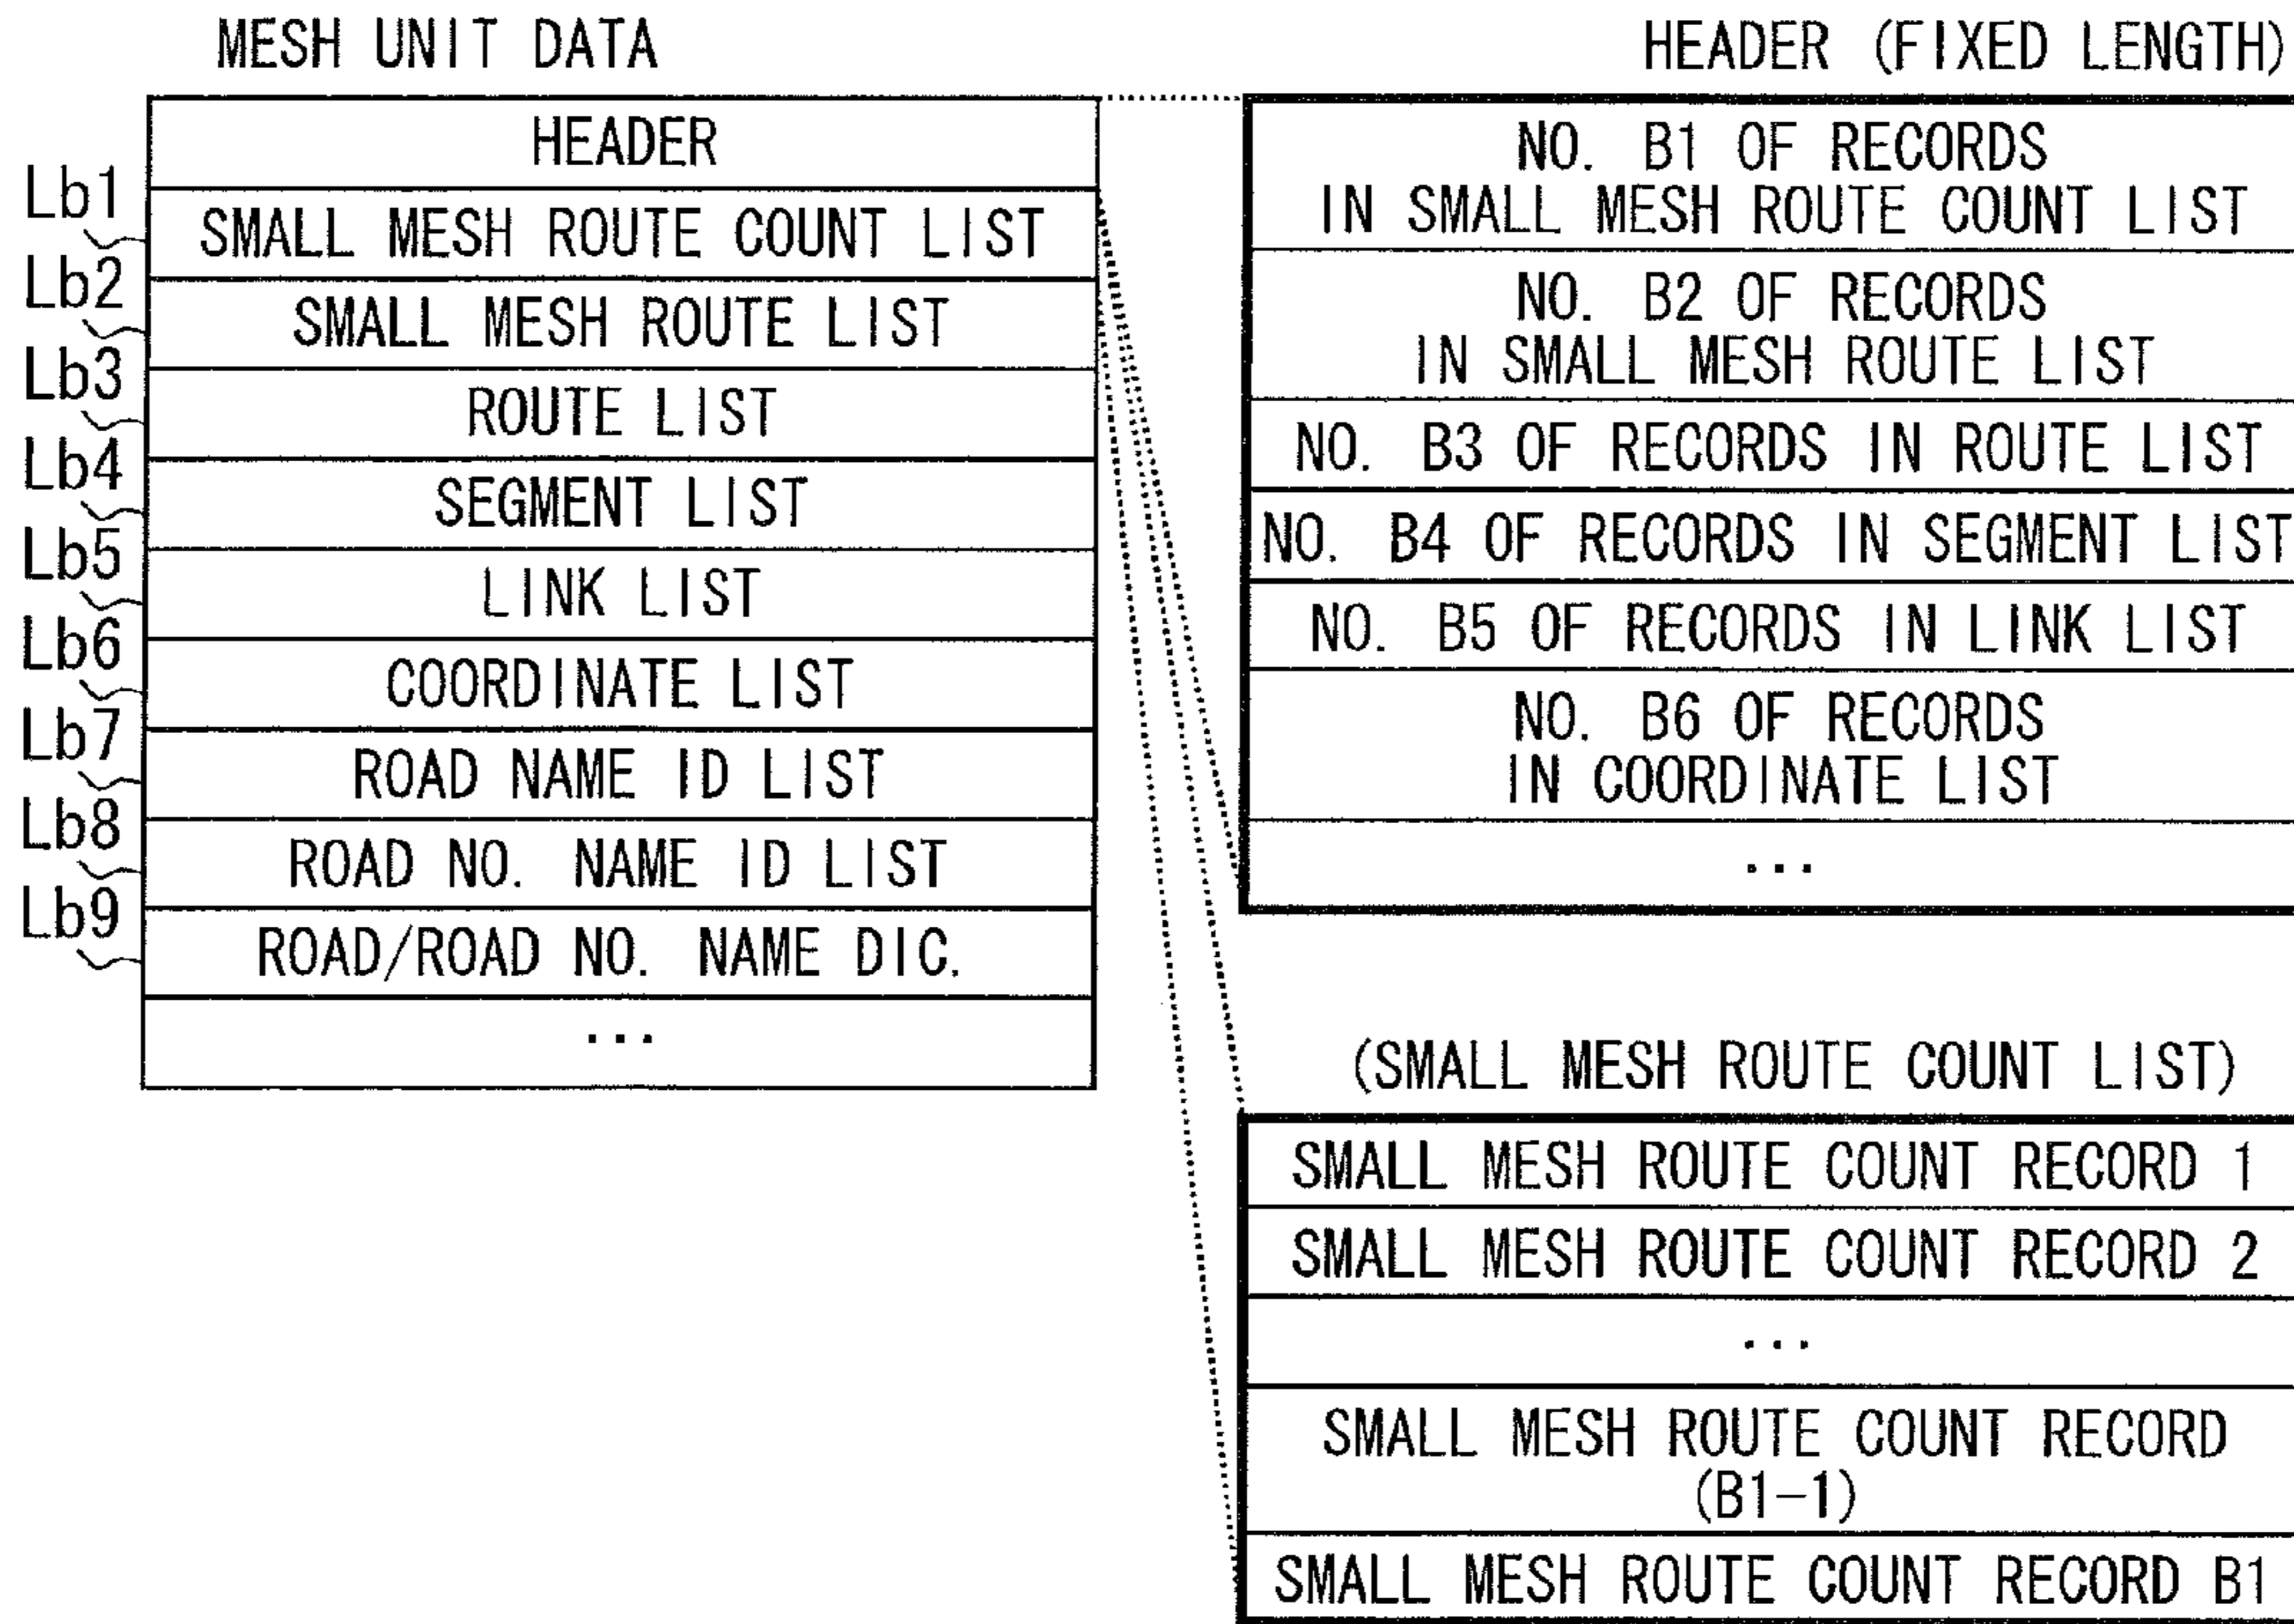 MESH UNIT DATA
HEADER
Lb1
SMALL MESH ROUTE COUNT LIST
Lb2
SMALL MESH ROUTE LIST
Lb3
ROUTE LIST
Lb4
SEGMENT LIST
Lb5
LINK LIST
Lb6
COORDINATE LIST
Lb7
ROAD NAME ID LIST
Lb8
ROAD NO. NAME ID LIST
Lb9
ROAD/ROAD NO. NAME DIC.
...
HEADER (FIXED LENGTH)
NO. B1 OF RECORDS
IN SMALL MESH ROUTE COUNT LIST
NO. B2 OF RECORDS
IN SMALL MESH ROUTE LIST
NO. B3 OF RECORDS IN ROUTE LIST
NO. B4 OF RECORDS IN SEGMENT LIST
NO. B5 OF RECORDS IN LINK LIST
NO. B6 OF RECORDS
IN COORDINATE LIST
...
(SMALL MESH ROUTE COUNT LIST)
SMALL MESH ROUTE COUNT RECORD 1
SMALL MESH ROUTE COUNT RECORD 2
...
SMALL MESH ROUTE COUNT RECORD
(B1-1)
SMALL MESH ROUTE COUNT RECORD B1